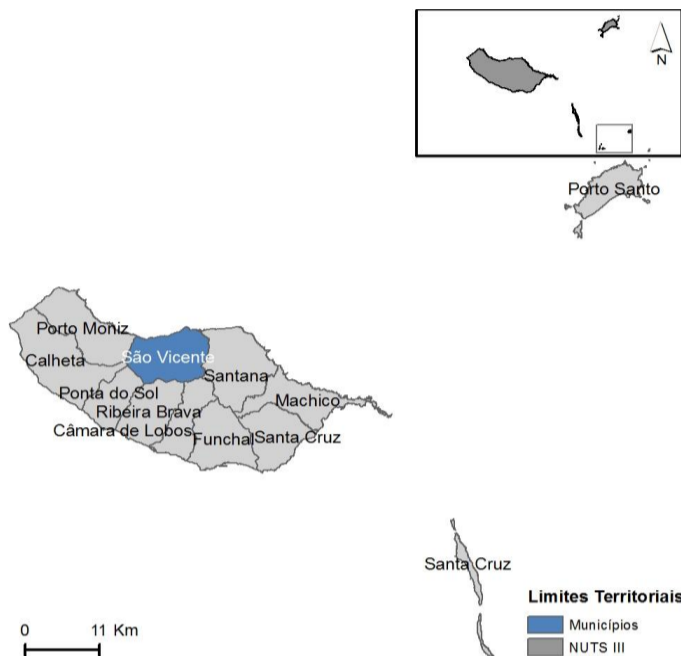 N
Porto Santo
Porto Moniz
Calheta
São Vicente
Santana
Ponta do Sol
Machico
Ribeira Brava
Câmara de Lobos
Funchal
Santa Cruz
Santa Cruz
Limites Territoriais
Municípios
NUTS III
0 11 Km